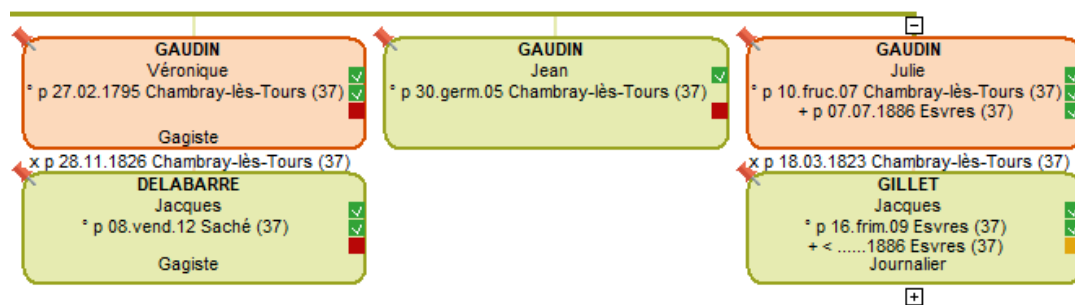 GAUDIN
Véronique
° p 27.02.1795 Chambray-lès-Tours (37)
Gagiste
x p 28.11.1826 Chambray-lès-Tours (37)
DELABARRE
Jacques
° p 08.vend.12 Saché (37)
Gagiste
GAUDIN
Jean
° p 30.germ.05 Chambray-lès-Tours (37)
GAUDIN
Julie
° p 10.fruc.07 Chambray-lès-Tours (37)
+ p 07.07.1886 Esvres (37)
x p 18.03.1823 Chambray-lès-Tours (37)
GILLET
Jacques
° p 16.frim.09 Esvres (37)
+ < ......1886 Esvres (37)
Journalier